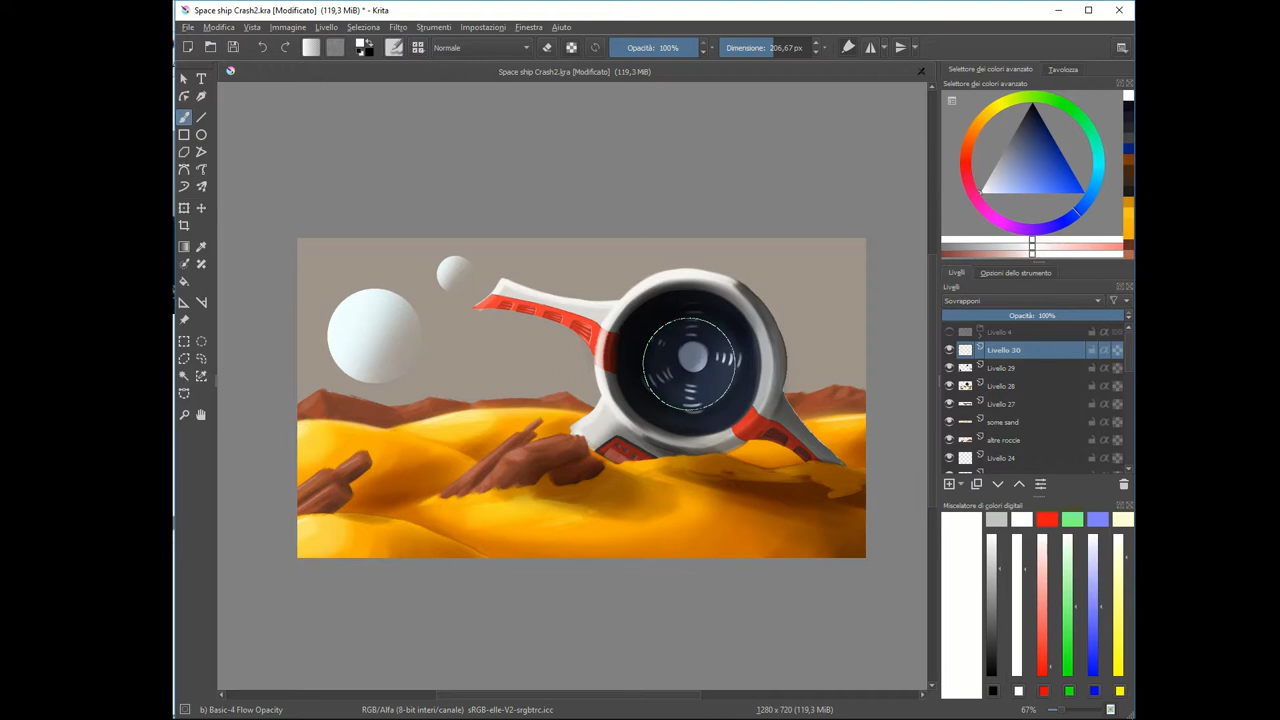 Space ship Crash2.kra [Modificato] (119,3 MiB) * - Krita
File Modifica Vista Immagine Livello Seleziona Filtro Strumenti Impostazioni Finestra Aiuto
Normale Opacità: 100% Dimensione: 206,67 px
Space ship Crash2.kra [Modificato] (119,3 MiB)
Selettore dei colori avanzato Tavolozza
Selettore dei colori avanzato
Livelli Opzioni dello strumento
Livelli
Sovrapponi
Opacità: 100%
Livello 4
Livello 30
Livello 29
Livello 28
Livello 27
some sand
altre roccie
Livello 24
Miscelatore di colori digitali
b) Basic-4 Flow Opacity RGB/Alfa (8-bit interi/canale) sRGB-elle-V2-srgbtrc.icc 1280 x 720 (119,3 MiB) 67%